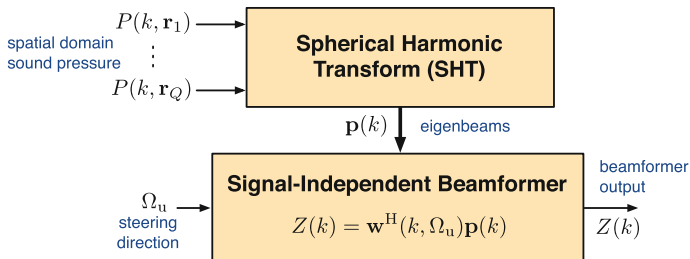 P(k, r₁)
spatial domain
sound pressure
⋮
P(k, r_Q)
Spherical Harmonic
Transform (SHT)
p(k)
eigenbeams
Signal-Independent Beamformer
Z(k) = wᴴ(k, Ωᵤ)p(k)
Ωᵤ
steering
direction
beamformer
output
Z(k)